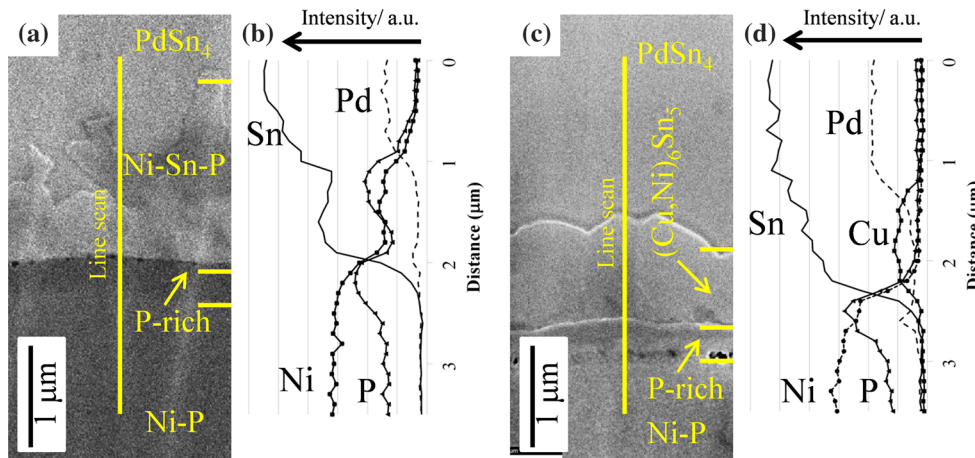 (a)
PdSn4
Ni-Sn-P
Line scan
P-rich
Ni-P
1 μm
(b)
Intensity/ a.u.
Sn
Pd
Ni
P
0
1
2
3
Distance (μm)
(c)
PdSn4
(Cu,Ni)6Sn5
Line scan
P-rich
Ni-P
1 μm
(d)
Intensity/ a.u.
Pd
Sn
Cu
Ni
P
0
1
2
3
Distance (μm)